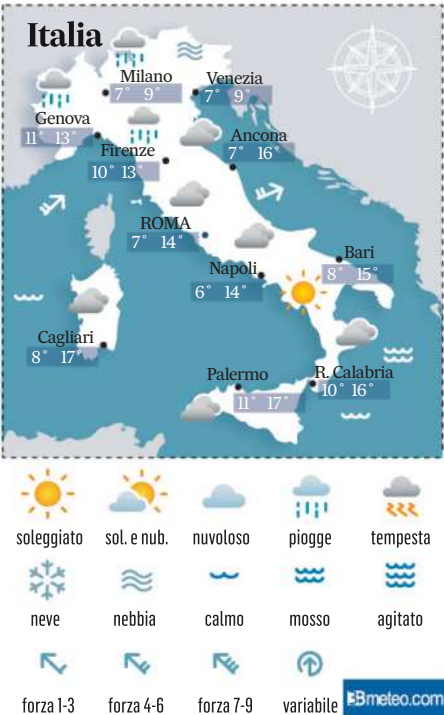 Italia
Milano
7° 9°
Venezia
7° 9°
Genova
11° 13°
Firenze
10° 13°
Ancona
7° 16°
ROMA
7° 14°
Napoli
6° 14°
Bari
8° 15°
Cagliari
8° 17°
Palermo
11° 17°
R. Calabria
10° 16°
soleggiato sol. e nub. nuvoloso piogge tempesta
neve nebbia calmo mosso agitato
forza 1-3 forza 4-6 forza 7-9 variabile
3Bmeteo.com